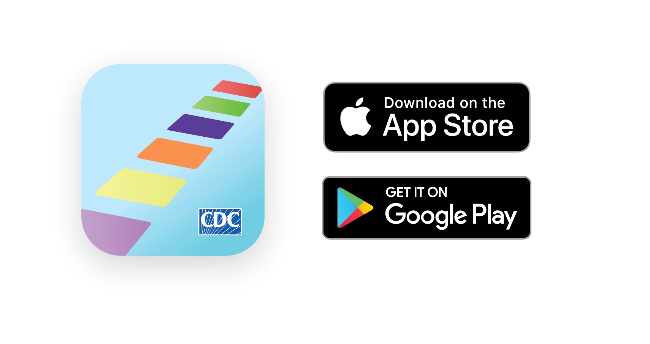 CDC
Download on the
App Store
GET IT ON
Google Play